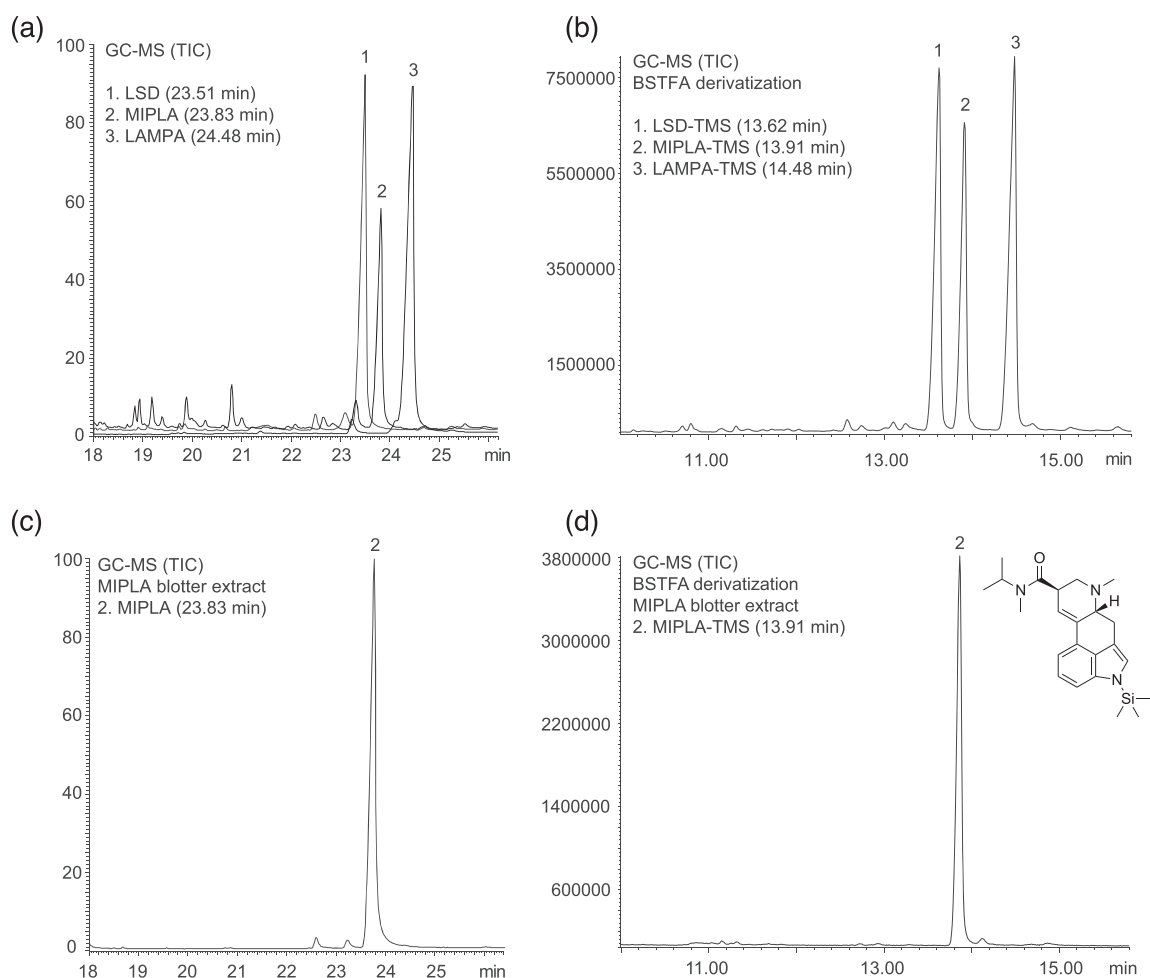 (a)
GC-MS (TIC)
1. LSD (23.51 min)
2. MIPLA (23.83 min)
3. LAMPA (24.48 min)
1
2
3
100
80
60
40
20
0
18 19 20 21 22 23 24 25 min
(b)
GC-MS (TIC)
BSTFA derivatization
1. LSD-TMS (13.62 min)
2. MIPLA-TMS (13.91 min)
3. LAMPA-TMS (14.48 min)
1
2
3
7500000
5500000
3500000
1500000
11.00 13.00 15.00 min
(c)
GC-MS (TIC)
MIPLA blotter extract
2. MIPLA (23.83 min)
2
100
80
60
40
20
0
18 19 20 21 22 23 24 25 min
(d)
GC-MS (TIC)
BSTFA derivatization
MIPLA blotter extract
2. MIPLA-TMS (13.91 min)
2
O
N
N
H
N
Si
3800000
3000000
2200000
1400000
600000
11.00 13.00 15.00 min